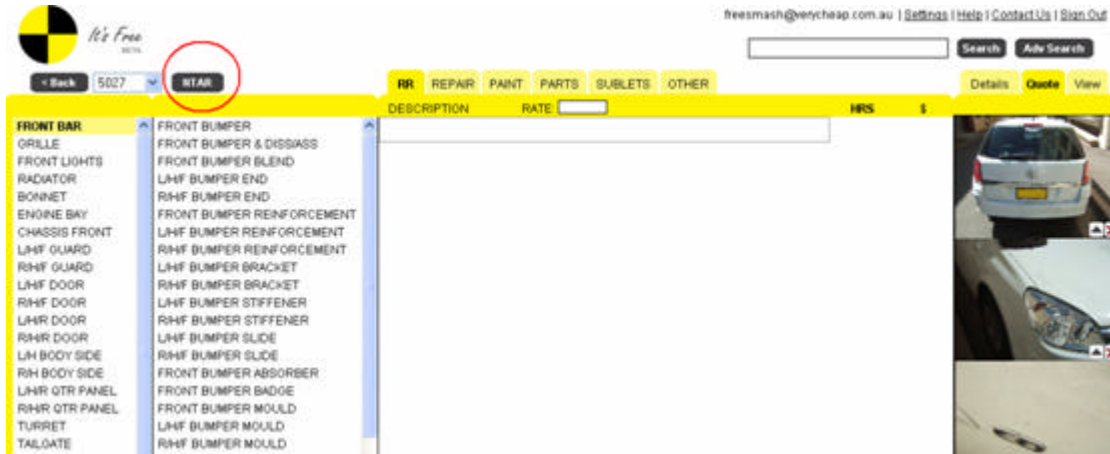 freesmash@verycheap.com.au | Settings | Help | Contact Us | Sign Out
It's Free
BETA
Search Adv Search
< Back 5027 NTAR RR REPAIR PAINT PARTS SUBLETS OTHER Details Quote View
DESCRIPTION RATE HRS $
FRONT BAR FRONT BUMPER
GRILLE FRONT BUMPER & DISS/ASS
FRONT LIGHTS FRONT BUMPER BLEND
RADIATOR L/H/F BUMPER END
BONNET R/H/F BUMPER END
ENGINE BAY FRONT BUMPER REINFORCEMENT
CHASSIS FRONT L/H/F BUMPER REINFORCEMENT
L/H/F GUARD R/H/F BUMPER REINFORCEMENT
R/H/F GUARD L/H/F BUMPER BRACKET
L/H/F DOOR R/H/F BUMPER BRACKET
R/H/F DOOR L/H/F BUMPER STIFFENER
L/H/R DOOR R/H/F BUMPER STIFFENER
R/H/R DOOR L/H/F BUMPER SLIDE
L/H BODY SIDE R/H/F BUMPER SLIDE
R/H BODY SIDE FRONT BUMPER ABSORBER
L/H/R QTR PANEL FRONT BUMPER BADGE
R/H/R QTR PANEL FRONT BUMPER MOULD
TURRET L/H/F BUMPER MOULD
TAILGATE R/H/F BUMPER MOULD